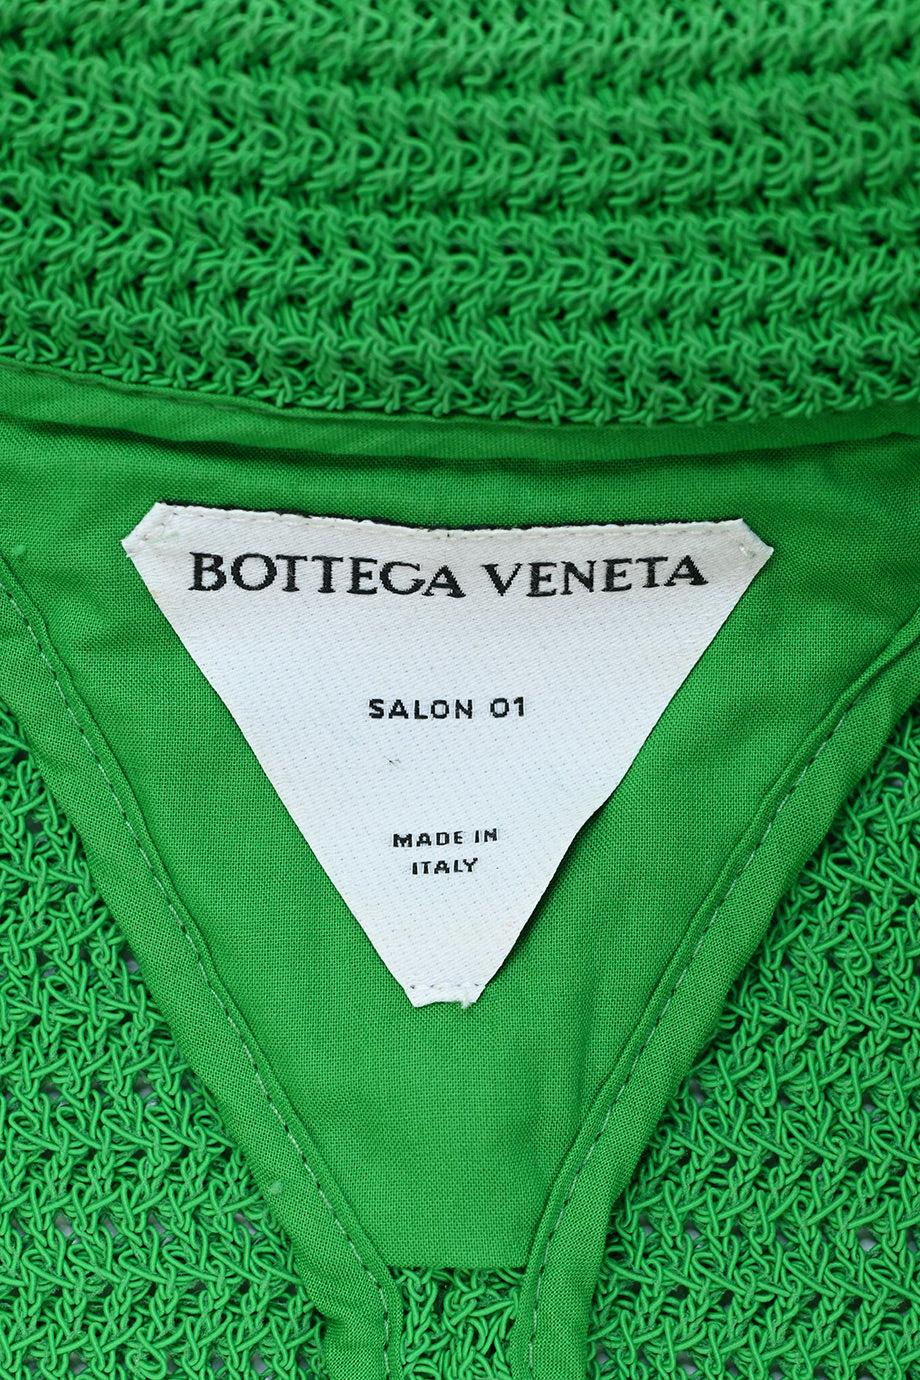 BOTTEGA VENETA
SALON 01
MADE IN
ITALY